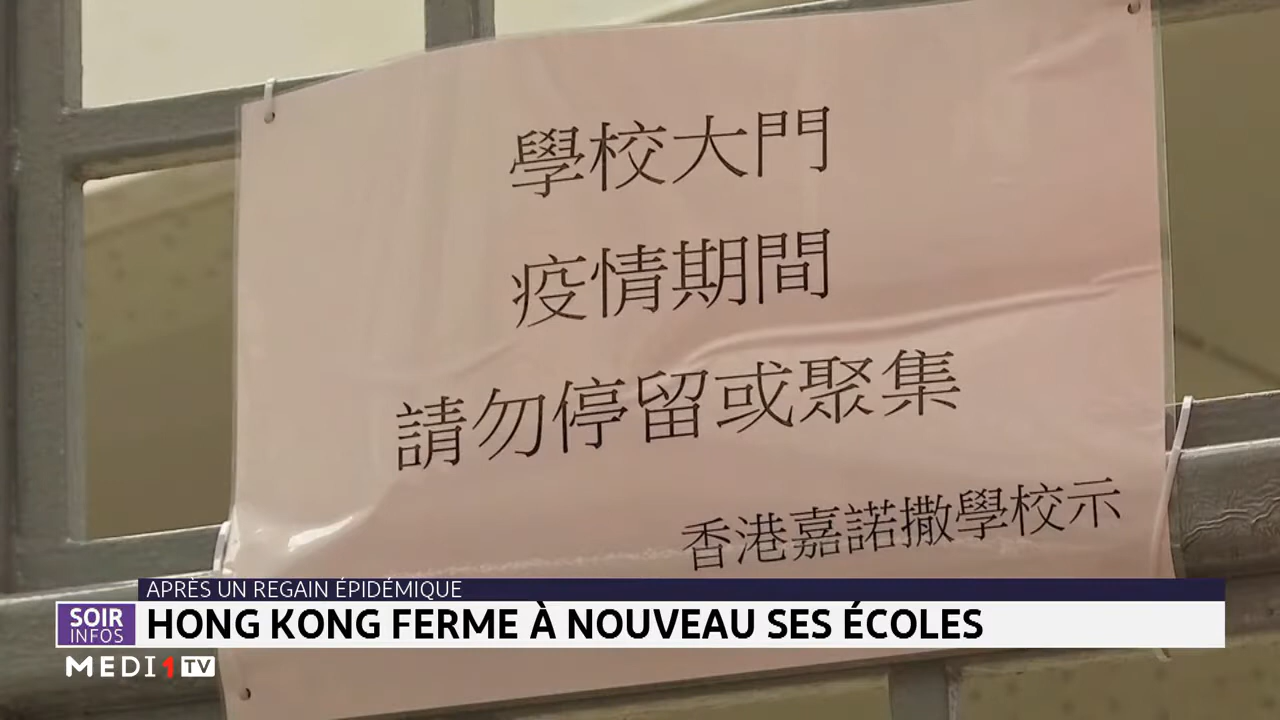 學校大門
疫情期間
請勿停留或聚集
香港嘉諾撒學校示
APRÈS UN REGAIN ÉPIDÉMIQUE
SOIR
INFOS
HONG KONG FERME À NOUVEAU SES ÉCOLES
MEDI1TV